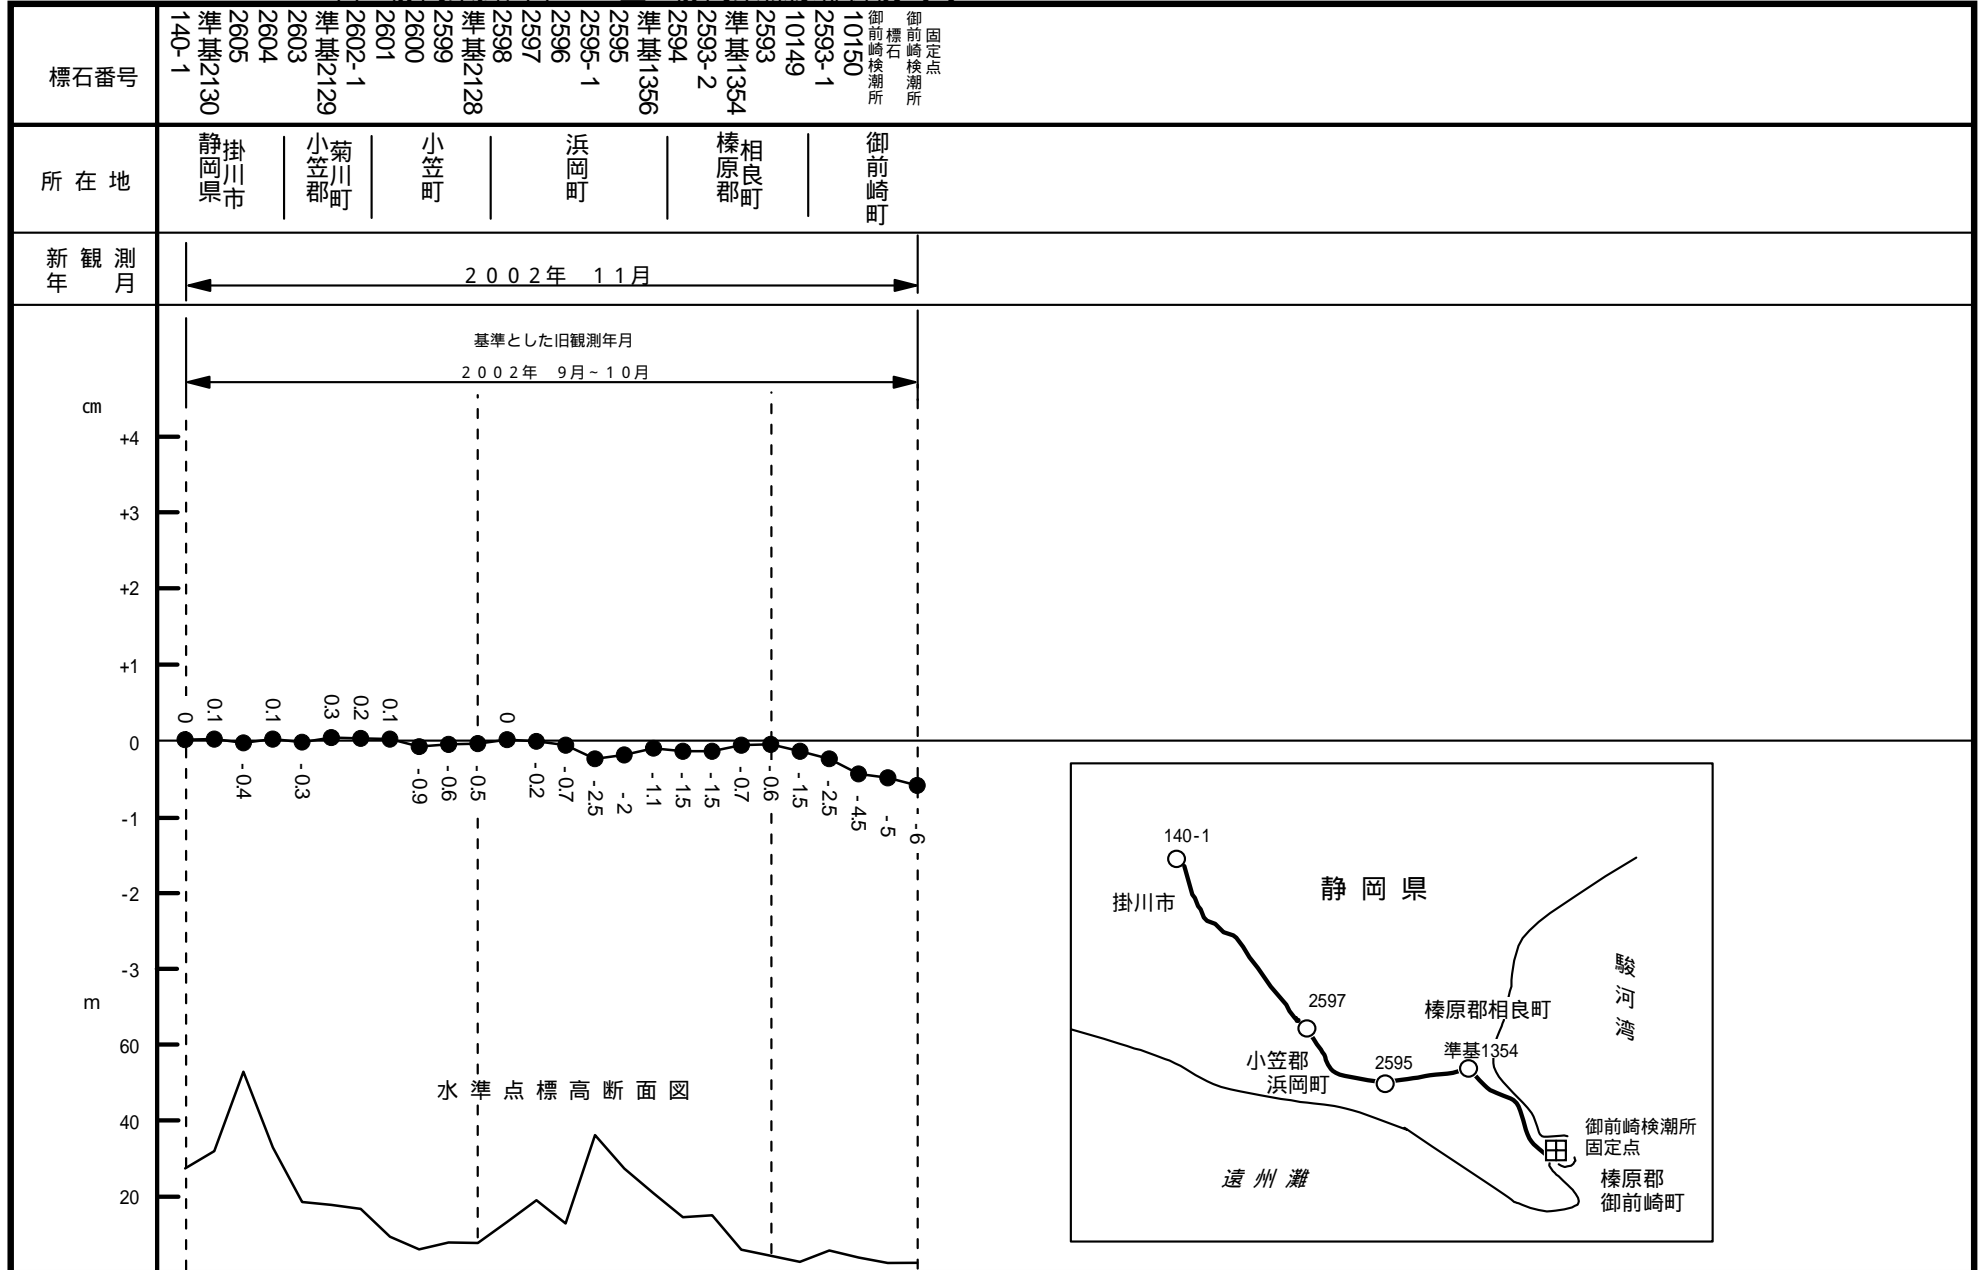 標石番号
140-1
準基2130
2605
2604
2603
準基2129
2602-1
2601
2600
2599
準基2128
2598
2597
2596
2595-1
2595
準基1356
2594
2593-2
準基1354
2593
10149
2593-1
10150
御前崎検潮所
標石
御前崎検潮所
固定点
所在地
静岡県
掛川市
小笠郡
菊川町
小笠町
浜岡町
榛原郡
相良町
御前崎町
新観測
年 月
2002年 11月
基準とした旧観測年月
2002年 9月~10月
cm
+4
+3
+2
+1
0
-1
-2
-3
0
0.1
-0.4
0.1
-0.3
0.3
0.2
0.1
-0.9
-0.6
-0.5
0
-0.2
-0.7
-2.5
-2
-1.1
-1.5
-1.5
-0.7
-0.6
-1.5
-2.5
-4.5
-5
-6
m
60
40
20
水準点標高断面図
140-1
静岡県
掛川市
駿河湾
2597
榛原郡相良町
小笠郡
浜岡町
2595
準基1354
御前崎検潮所
固定点
遠州灘
榛原郡
御前崎町